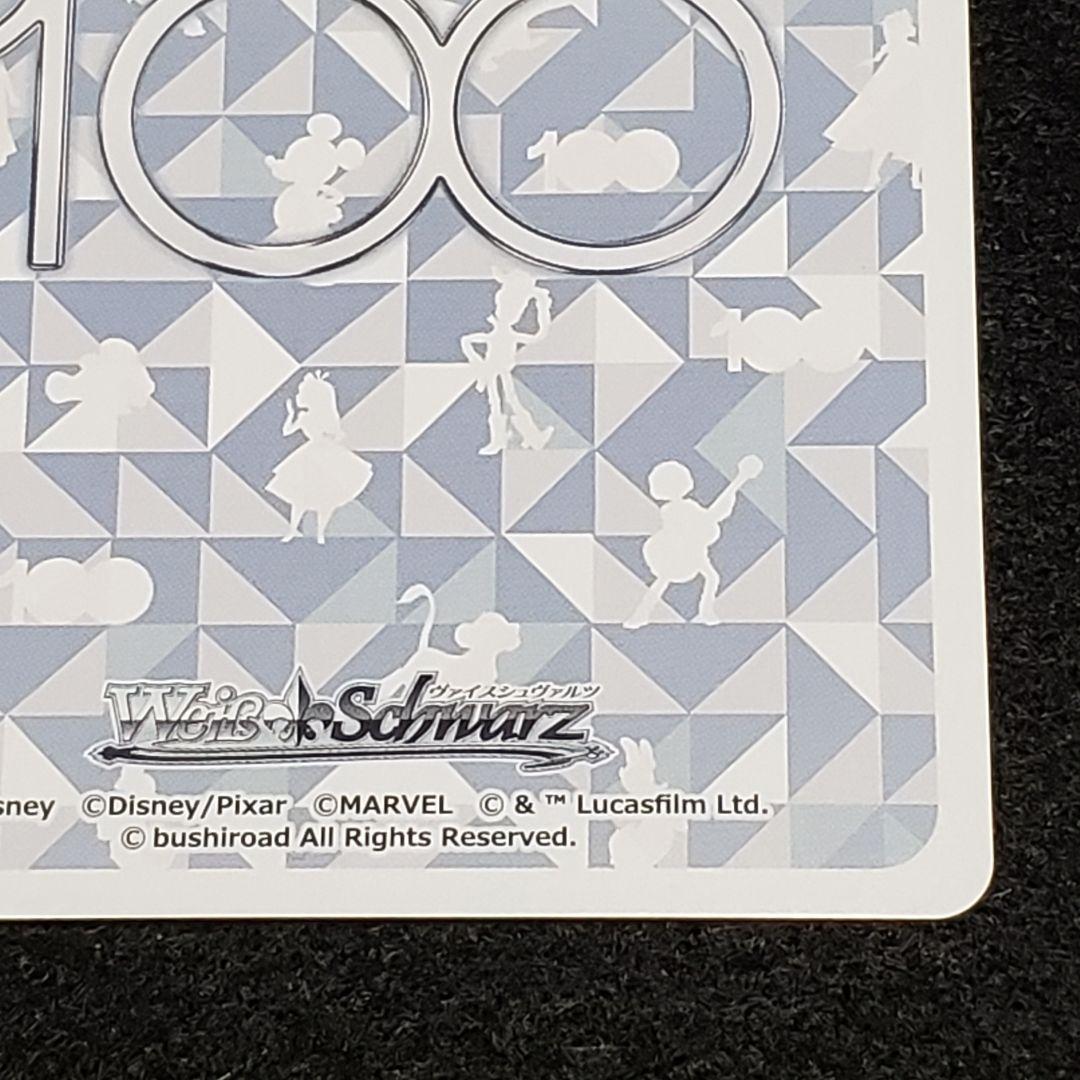 100
100
100
100
ヴァイスシュヴァルツ
Weiß Schwarz
©Disney/Pixar ©MARVEL © & ™ Lucasfilm Ltd.
© bushiroad All Rights Reserved.